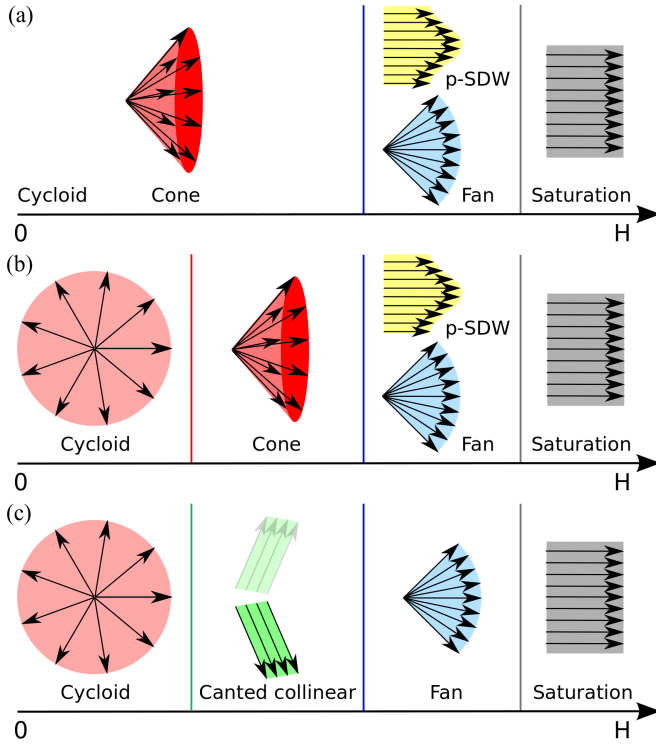 (a)
p-SDW
Cycloid Cone Fan Saturation
0 H
(b)
p-SDW
Cycloid Cone Fan Saturation
0 H
(c)
Cycloid Canted collinear Fan Saturation
0 H